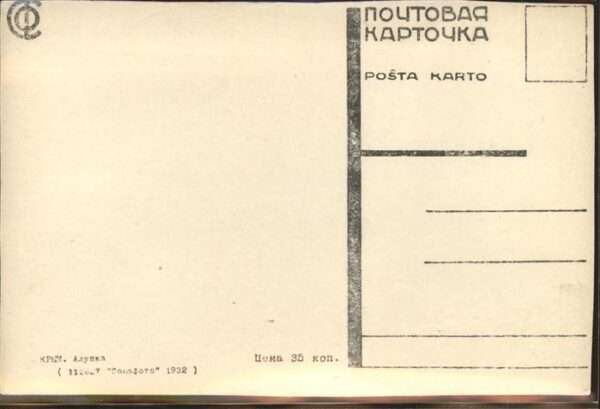 ПОЧТОВАЯ
КАРТОЧКА
POŜTA KARTO
КРЫМ. Алупка
( "Союзфото" 1932 )
Цена 35 коп.